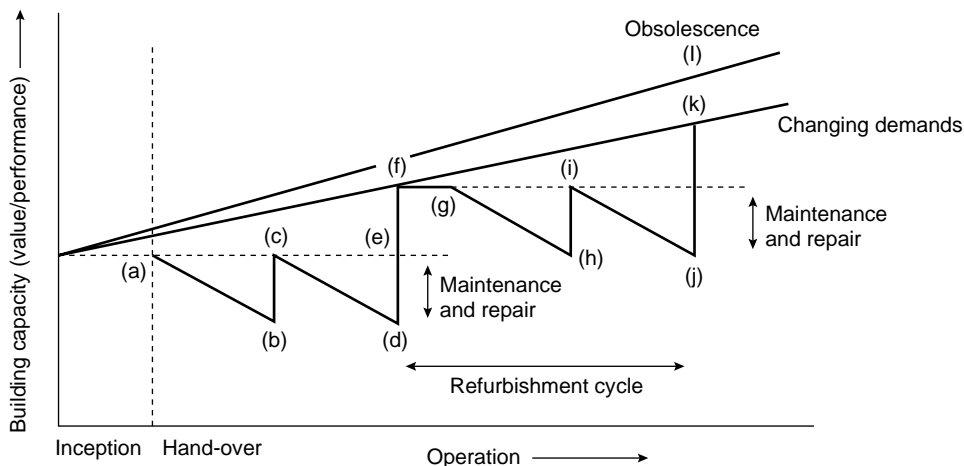 Building capacity (value/performance)
Obsolescence
(l)
(k)
Changing demands
(f)
(i)
(g)
Maintenance
and repair
(c)
(e)
(h)
(j)
(a)
Maintenance
and repair
(b)
(d)
Refurbishment cycle
Inception
Hand-over
Operation